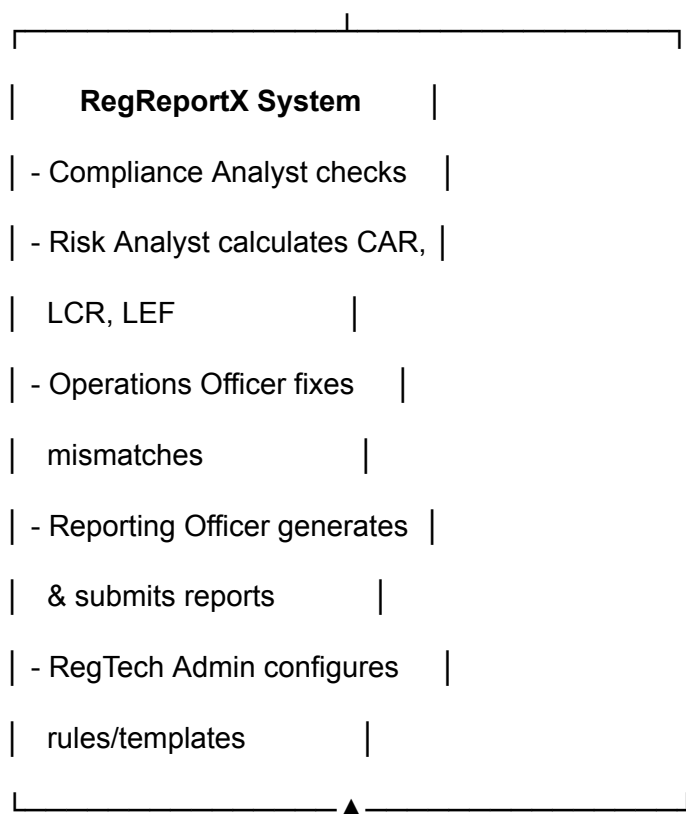 RegReportX System
- Compliance Analyst checks
- Risk Analyst calculates CAR,
LCR, LEF
- Operations Officer fixes
mismatches
- Reporting Officer generates
& submits reports
- RegTech Admin configures
rules/templates